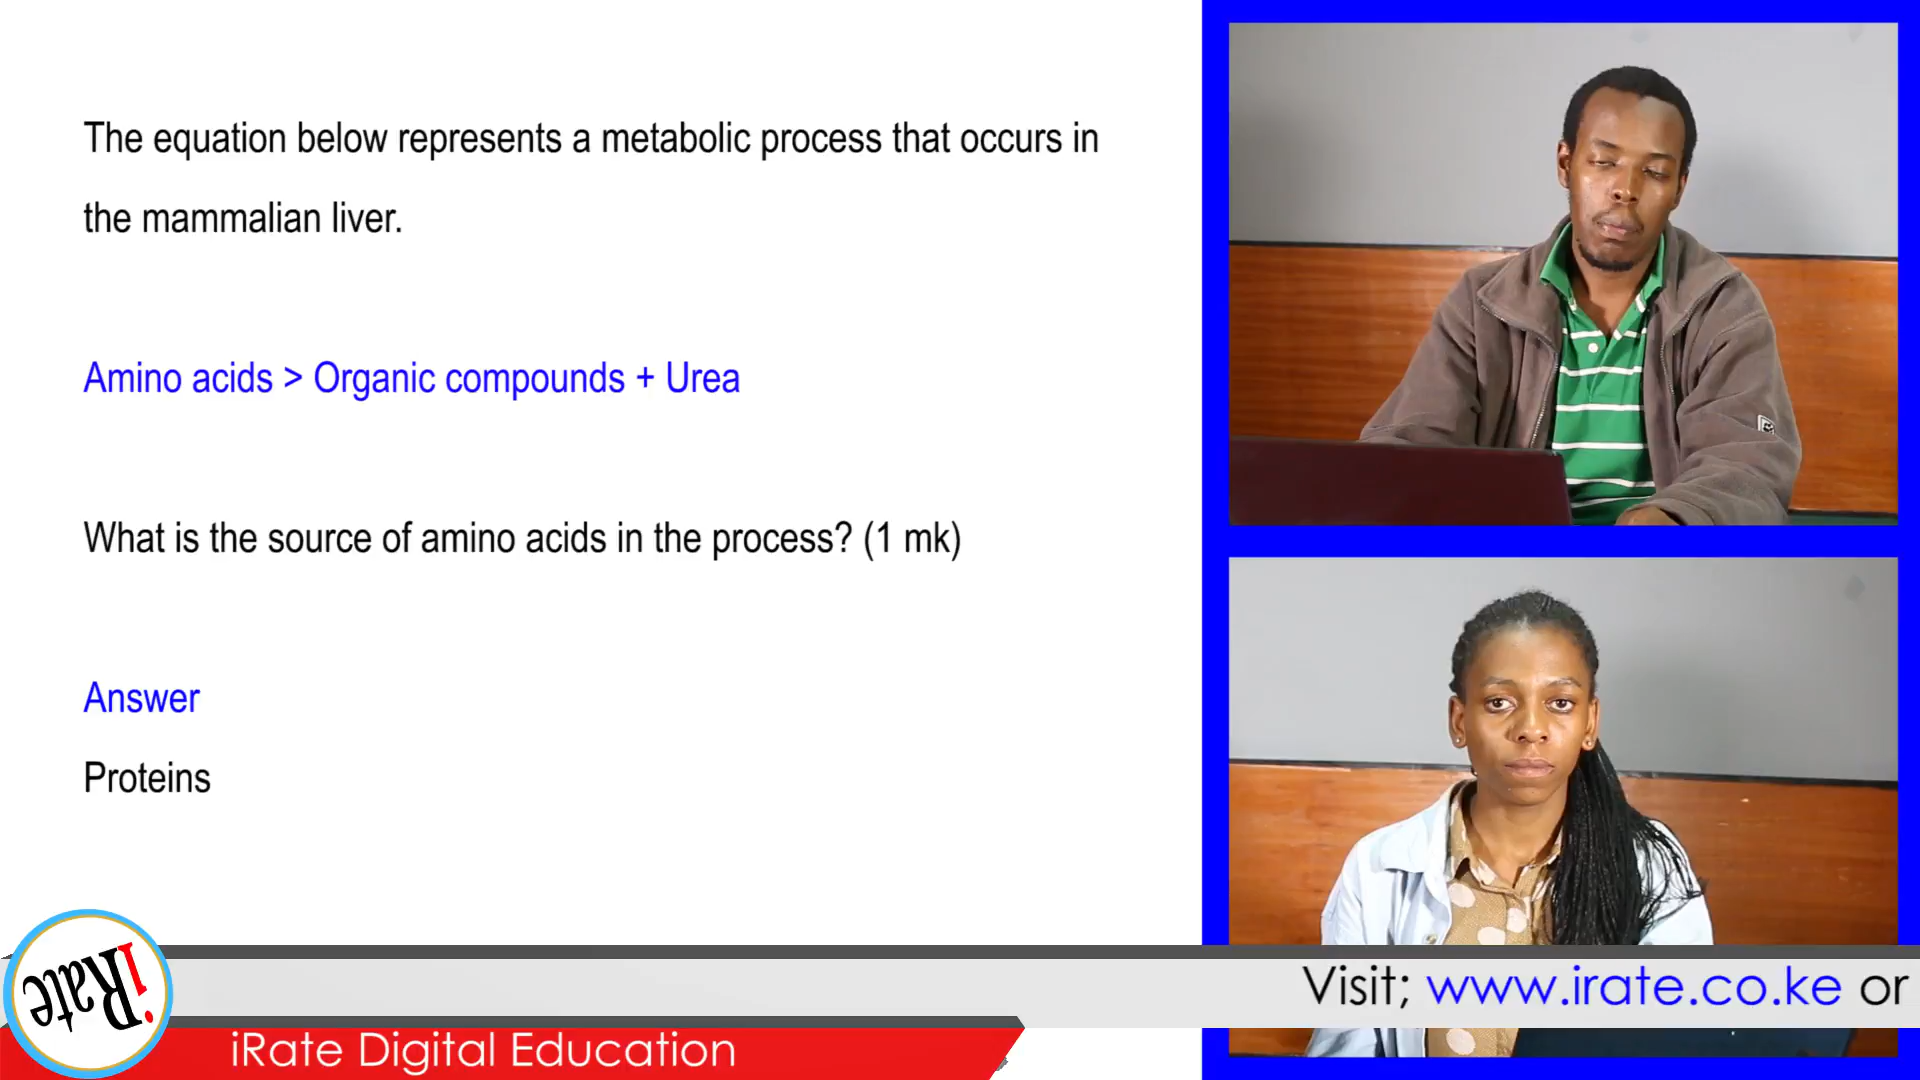 The equation below represents a metabolic process that occurs in
the mammalian liver.
Amino acids > Organic compounds + Urea
What is the source of amino acids in the process? (1 mk)
Answer
Proteins
iRate
Visit; www.irate.co.ke or
iRate Digital Education